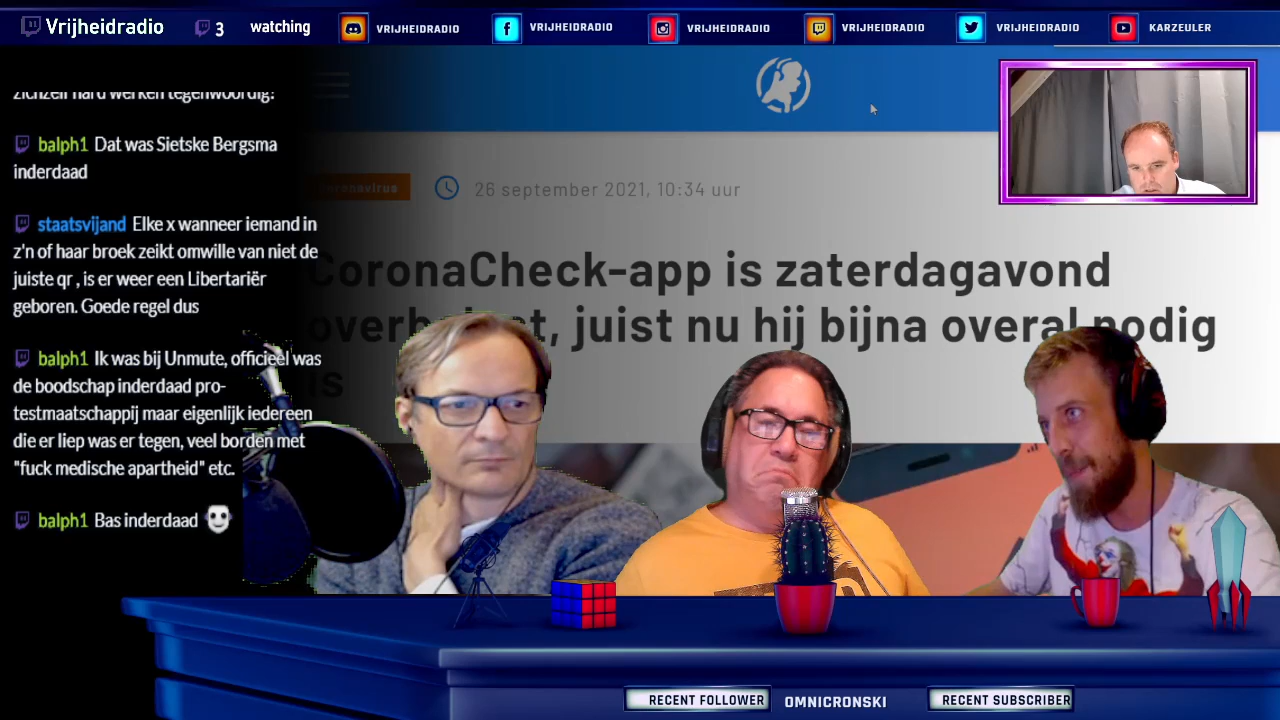 Vrijheidradio
3
watching
VRIJHEIDRADIO
VRIJHEIDRADIO
VRIJHEIDRADIO
VRIJHEIDRADIO
VRIJHEIDRADIO
KARZEULER
zichzelf hard werken tegenwoordig!
balph1 Dat was Sietske Bergsma
inderdaad
staatsvijand Elke x wanneer iemand in
z'n of haar broek zeikt omwille van niet de
juiste qr , is er weer een Libertariër
geboren. Goede regel dus
balph1 Ik was bij Unmute, officieel was
de boodschap inderdaad pro-
testmaatschappij maar eigenlijk iedereen
die er liep was er tegen, veel borden met
"fuck medische apartheid" etc.
balph1 Bas inderdaad
coronavirus
26 september 2021, 10:34 uur
CoronaCheck-app is zaterdagavond
juist nu hij bijna overal nodig
is
RECENT FOLLOWER
OMNICRONSKI
RECENT SUBSCRIBER